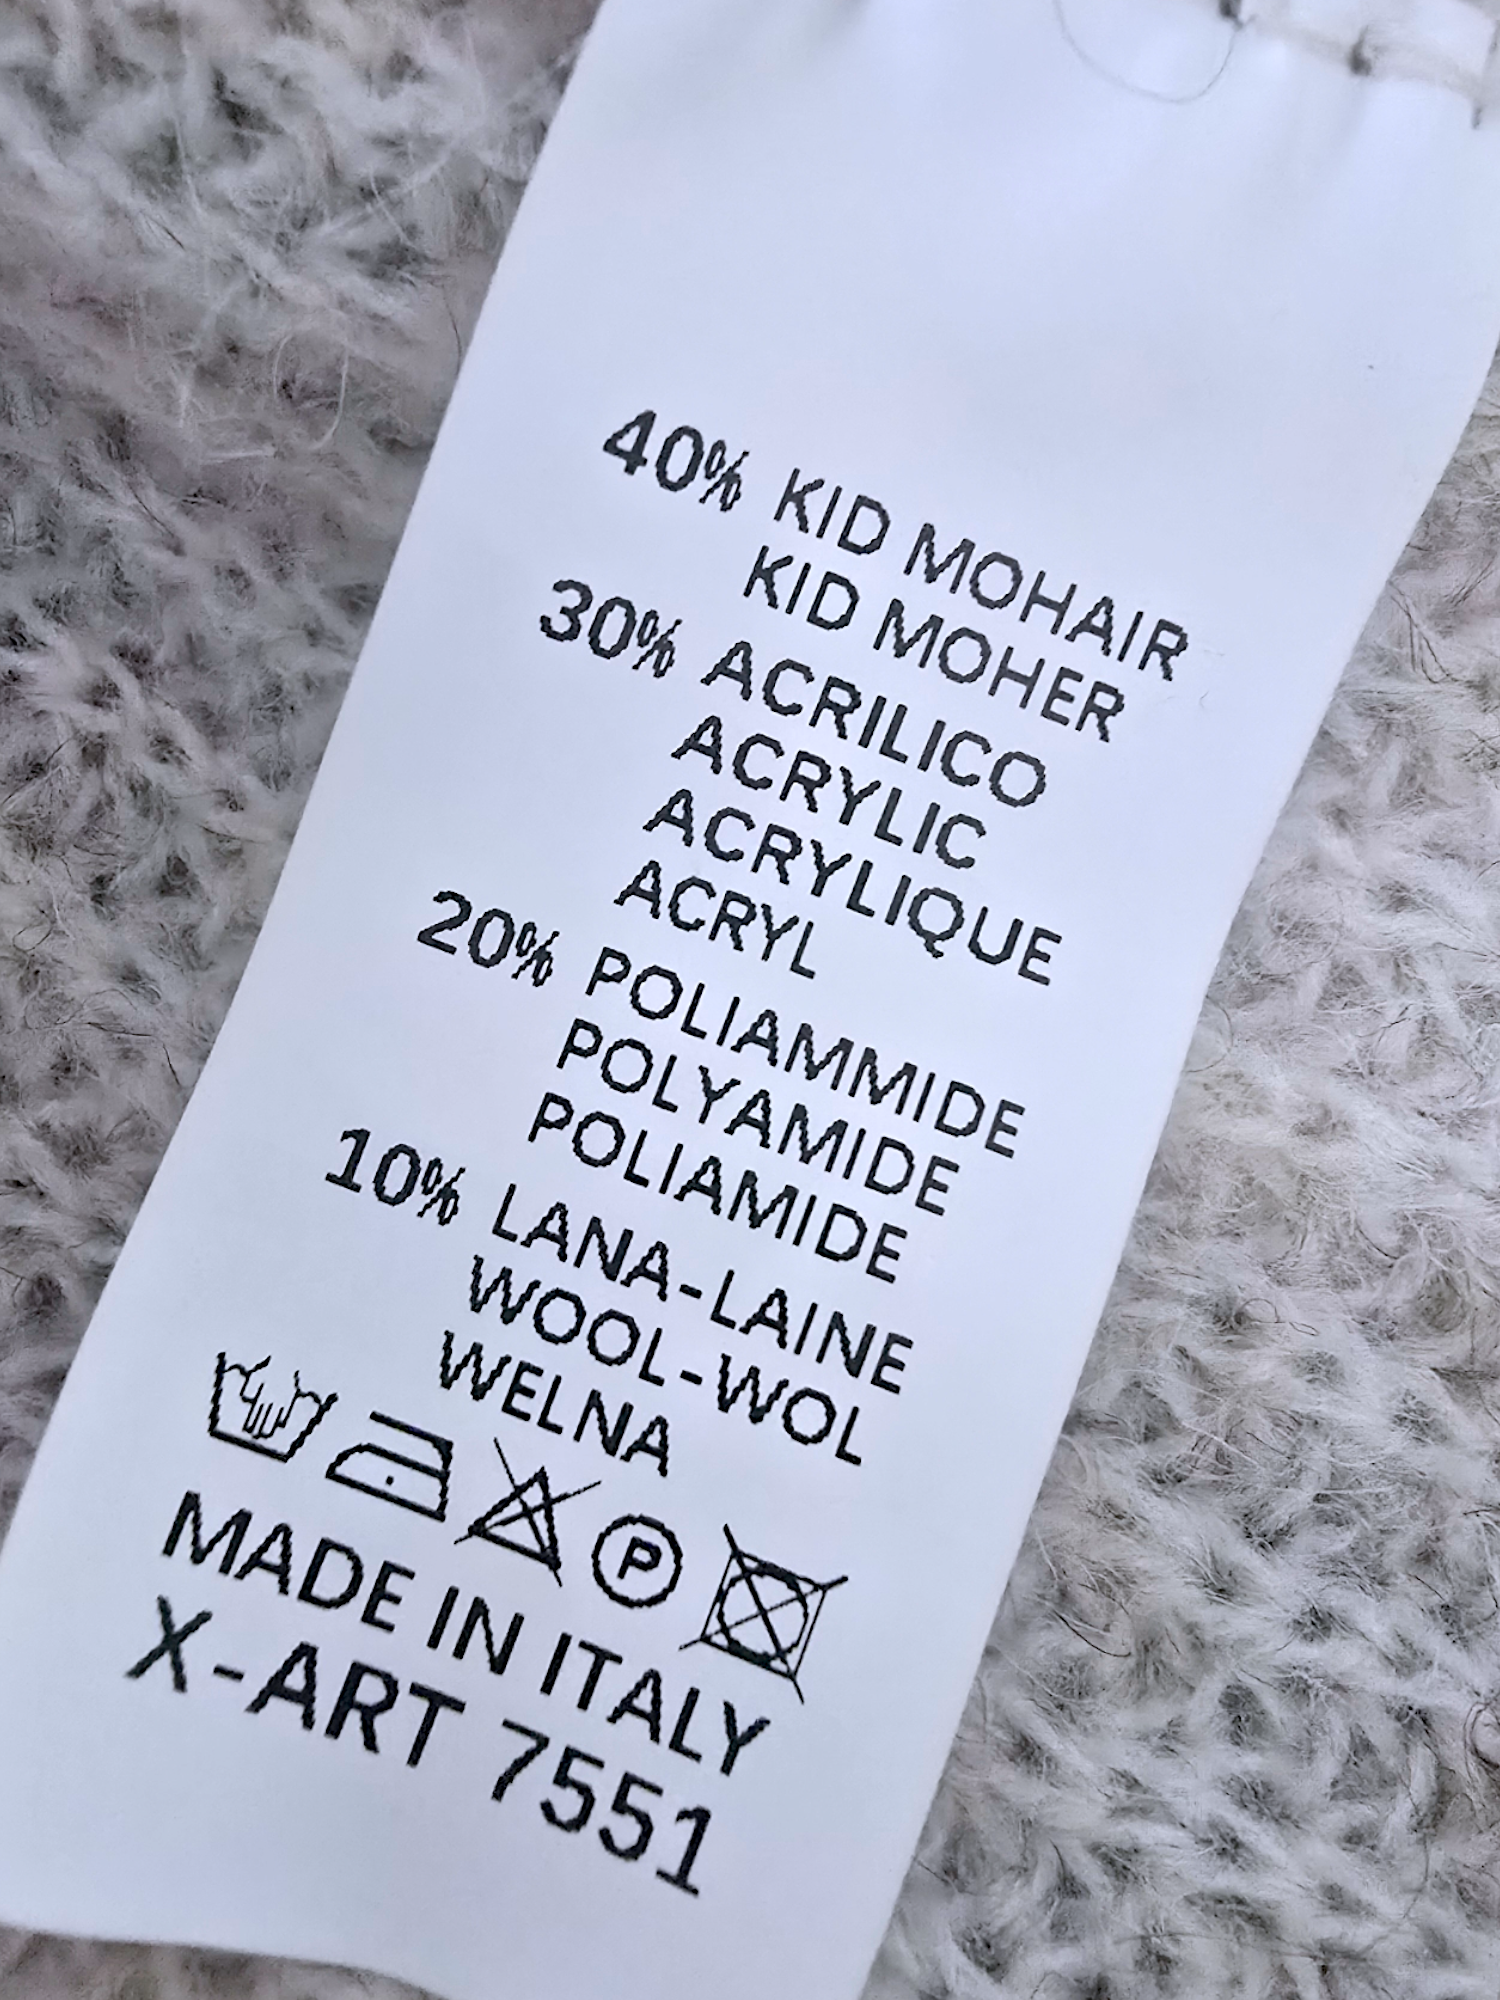 40% KID MOHAIR
KID MOHER
30% ACRILICO
ACRYLIC
ACRYLIQUE
ACRYL
20% POLIAMMIDE
POLYAMIDE
POLIAMIDE
10% LANA-LAINE
WOOL-WOL
WELNA
P
MADE IN ITALY
X-ART 7551